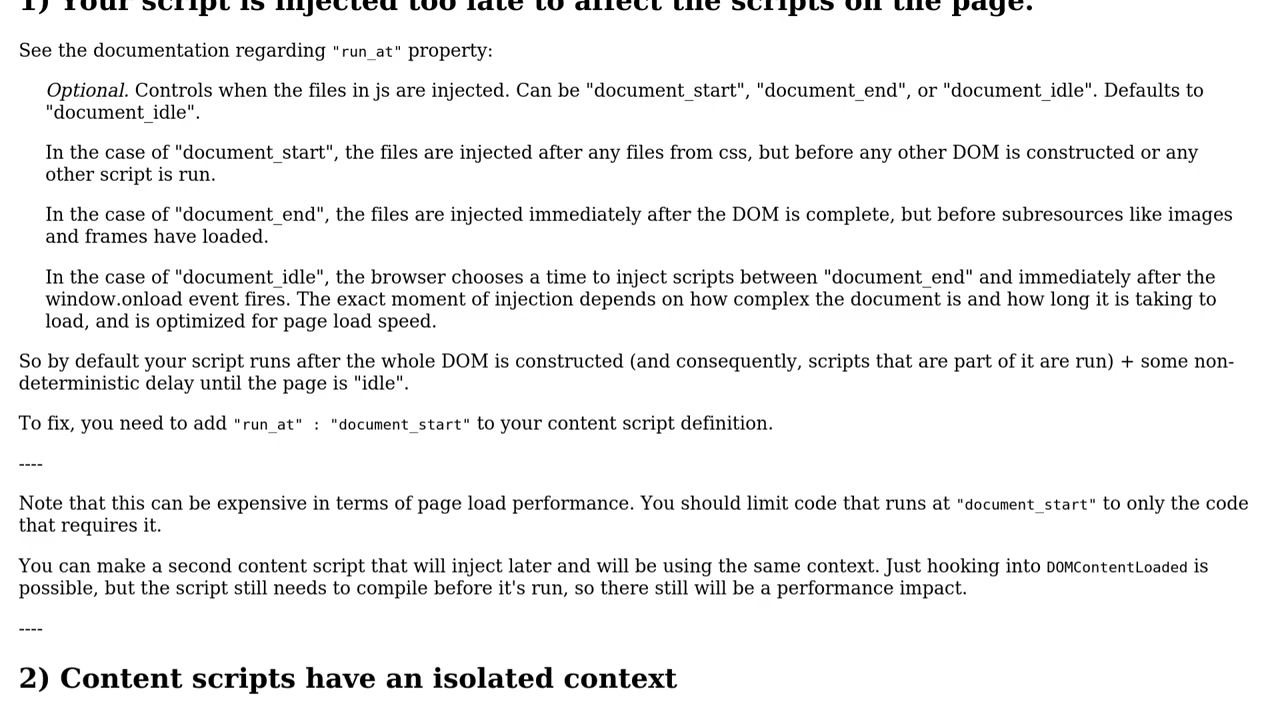 1) Your script is injected too late to affect the scripts on the page.
See the documentation regarding "run_at" property:
Optional. Controls when the files in js are injected. Can be "document_start", "document_end", or "document_idle". Defaults to
"document_idle".
In the case of "document_start", the files are injected after any files from css, but before any other DOM is constructed or any
other script is run.
In the case of "document_end", the files are injected immediately after the DOM is complete, but before subresources like images
and frames have loaded.
In the case of "document_idle", the browser chooses a time to inject scripts between "document_end" and immediately after the
window.onload event fires. The exact moment of injection depends on how complex the document is and how long it is taking to
load, and is optimized for page load speed.
So by default your script runs after the whole DOM is constructed (and consequently, scripts that are part of it are run) + some non-
deterministic delay until the page is "idle".
To fix, you need to add "run_at" : "document_start" to your content script definition.
----
Note that this can be expensive in terms of page load performance. You should limit code that runs at "document_start" to only the code
that requires it.
You can make a second content script that will inject later and will be using the same context. Just hooking into DOMContentLoaded is
possible, but the script still needs to compile before it's run, so there still will be a performance impact.
----
2) Content scripts have an isolated context